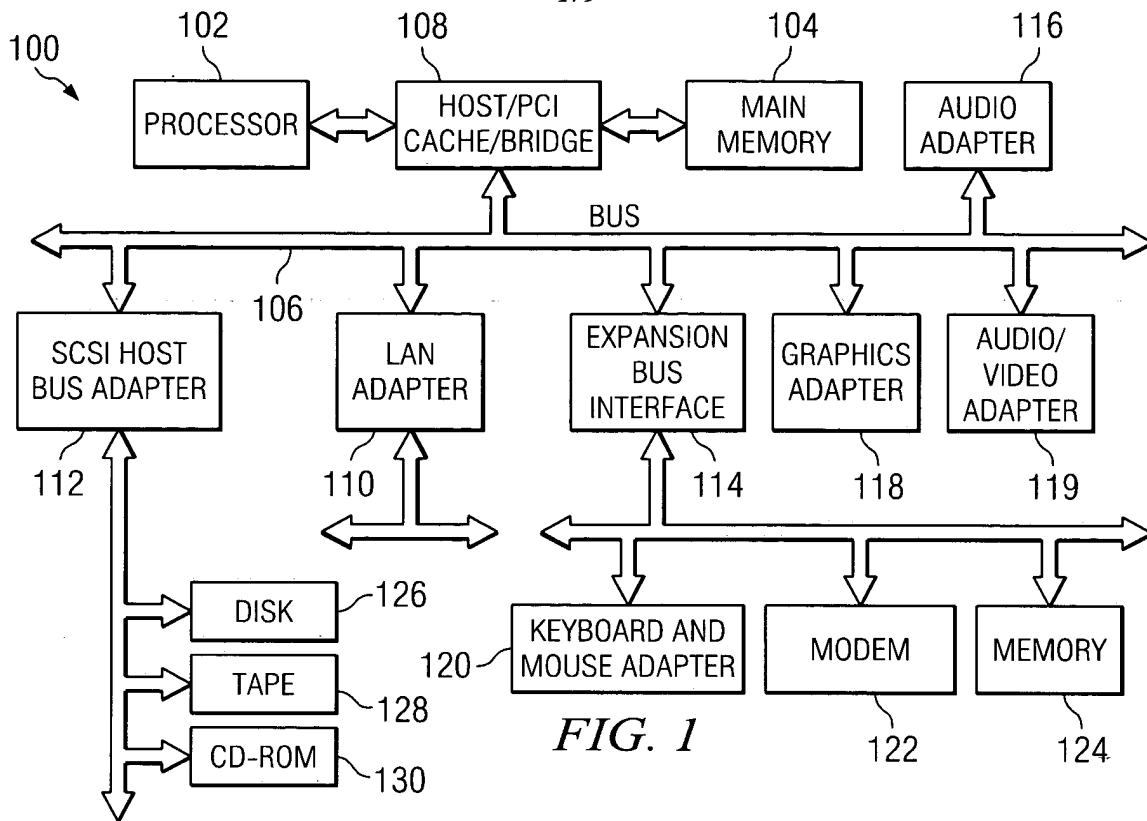 102
108
104
116
100
PROCESSOR
HOST/PCI
CACHE/BRIDGE
MAIN
MEMORY
AUDIO
ADAPTER
BUS
106
SCSI HOST
BUS ADAPTER
LAN
ADAPTER
EXPANSION
BUS
INTERFACE
GRAPHICS
ADAPTER
AUDIO/
VIDEO
ADAPTER
112
110
114
118
119
DISK
126
TAPE
128
CD-ROM
130
120
KEYBOARD AND
MOUSE ADAPTER
MODEM
MEMORY
122
124
FIG. 1